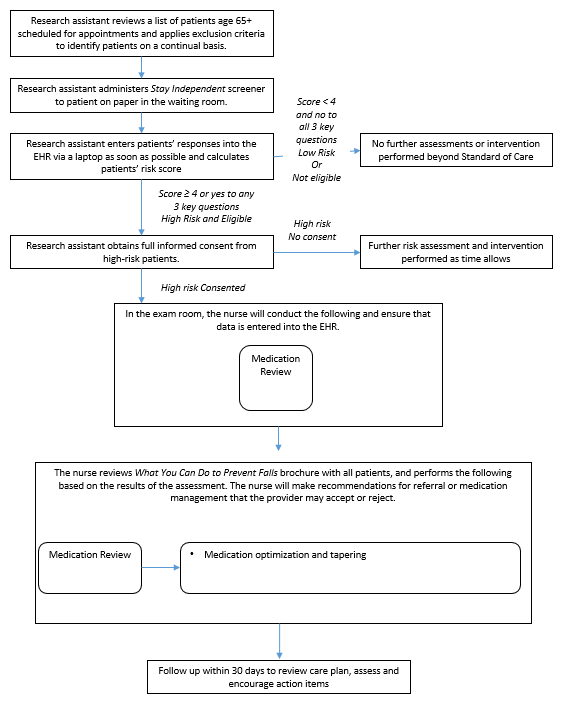 Research assistant reviews a list of patients age 65+
scheduled for appointments and applies exclusion criteria
to identify patients on a continual basis.
Research assistant administers Stay Independent screener
to patient on paper in the waiting room.
Score < 4
and no to
all 3 key
questions
Low Risk
Or
Not eligible
Research assistant enters patients' responses into the
EHR via a laptop as soon as possible and calculates
patients' risk score
No further assessments or intervention
performed beyond Standard of Care
Score ≥ 4 or yes to any
3 key questions
High Risk and Eligible
High risk
No consent
Research assistant obtains full informed consent from
high-risk patients.
Further risk assessment and intervention
performed as time allows
High risk Consented
In the exam room, the nurse will conduct the following and ensure that
data is entered into the EHR.
Medication
Review
The nurse reviews What You Can Do to Prevent Falls brochure with all patients, and performs the following
based on the results of the assessment. The nurse will make recommendations for referral or medication
management that the provider may accept or reject.
Medication Review
• Medication optimization and tapering
Follow up within 30 days to review care plan, assess and
encourage action items